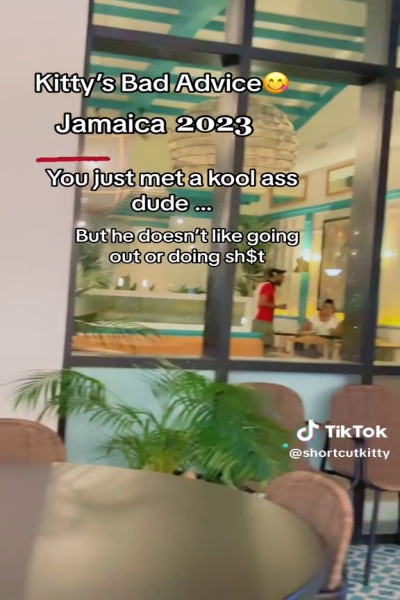 Kitty's Bad Advice😋
Jamaica 2023
You just met a kool ass
dude ...
But he doesn't like going
out or doing sh$t
TikTok
@shortcutkitty